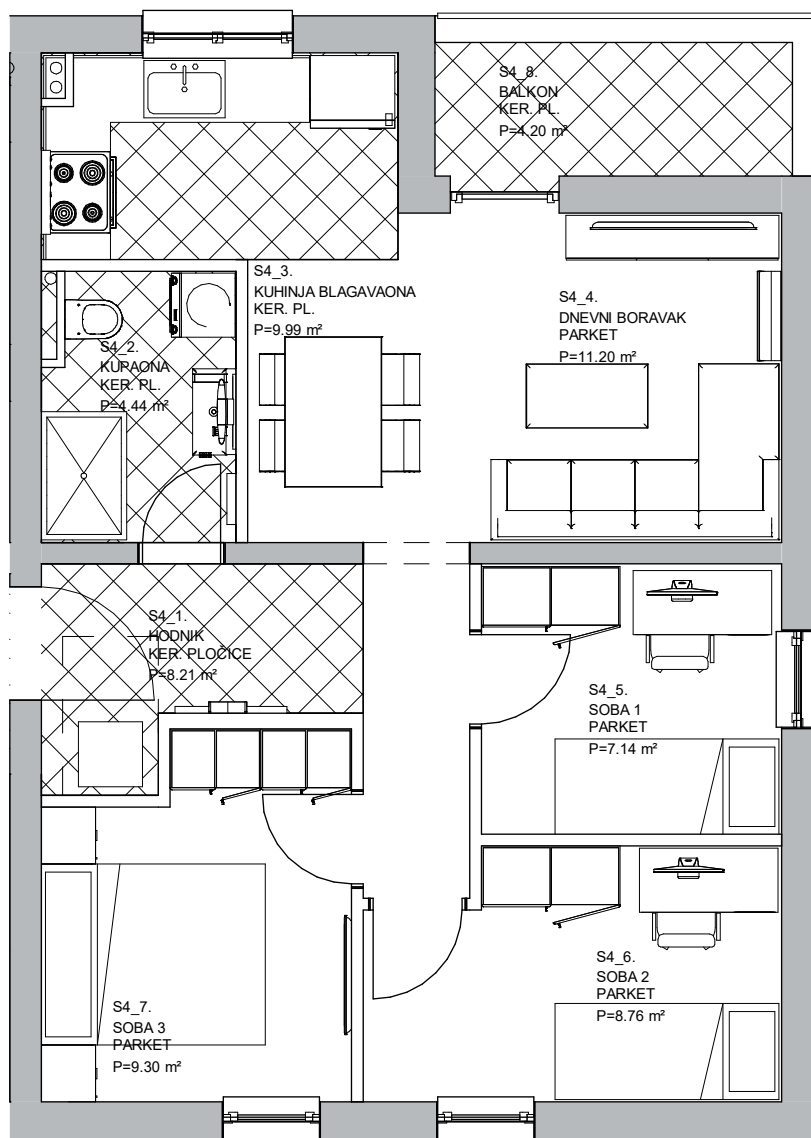 S4_8.
BALKON
KER. PL.
P=4.20 m²
S4_3.
KUHINJA BLAGAVAONA
KER. PL.
P=9.99 m²
S4_4.
DNEVNI BORAVAK
PARKET
P=11.20 m²
S4_2.
KUPAONA
KER. PL.
P=4.44 m²
S4_1.
HODNIK
KER. PLOČICE
P=8.21 m²
S4_5.
SOBA 1
PARKET
P=7.14 m²
S4_6.
SOBA 2
PARKET
P=8.76 m²
S4_7.
SOBA 3
PARKET
P=9.30 m²